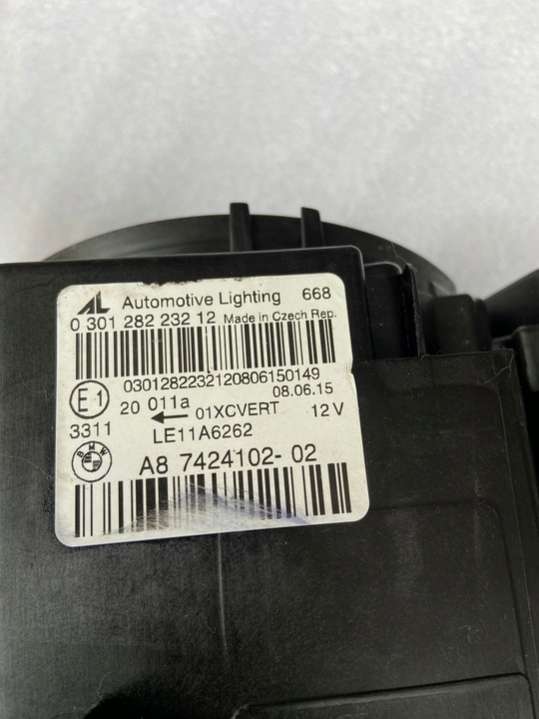 AL Automotive Lighting 668
0 301 282 232 12 Made in Czech Rep.
0301282232120806150149
E1 08.06.15
20 011a ← 01XCVERT 12 V
3311 LE11A6262
BMW A8 7424102-02